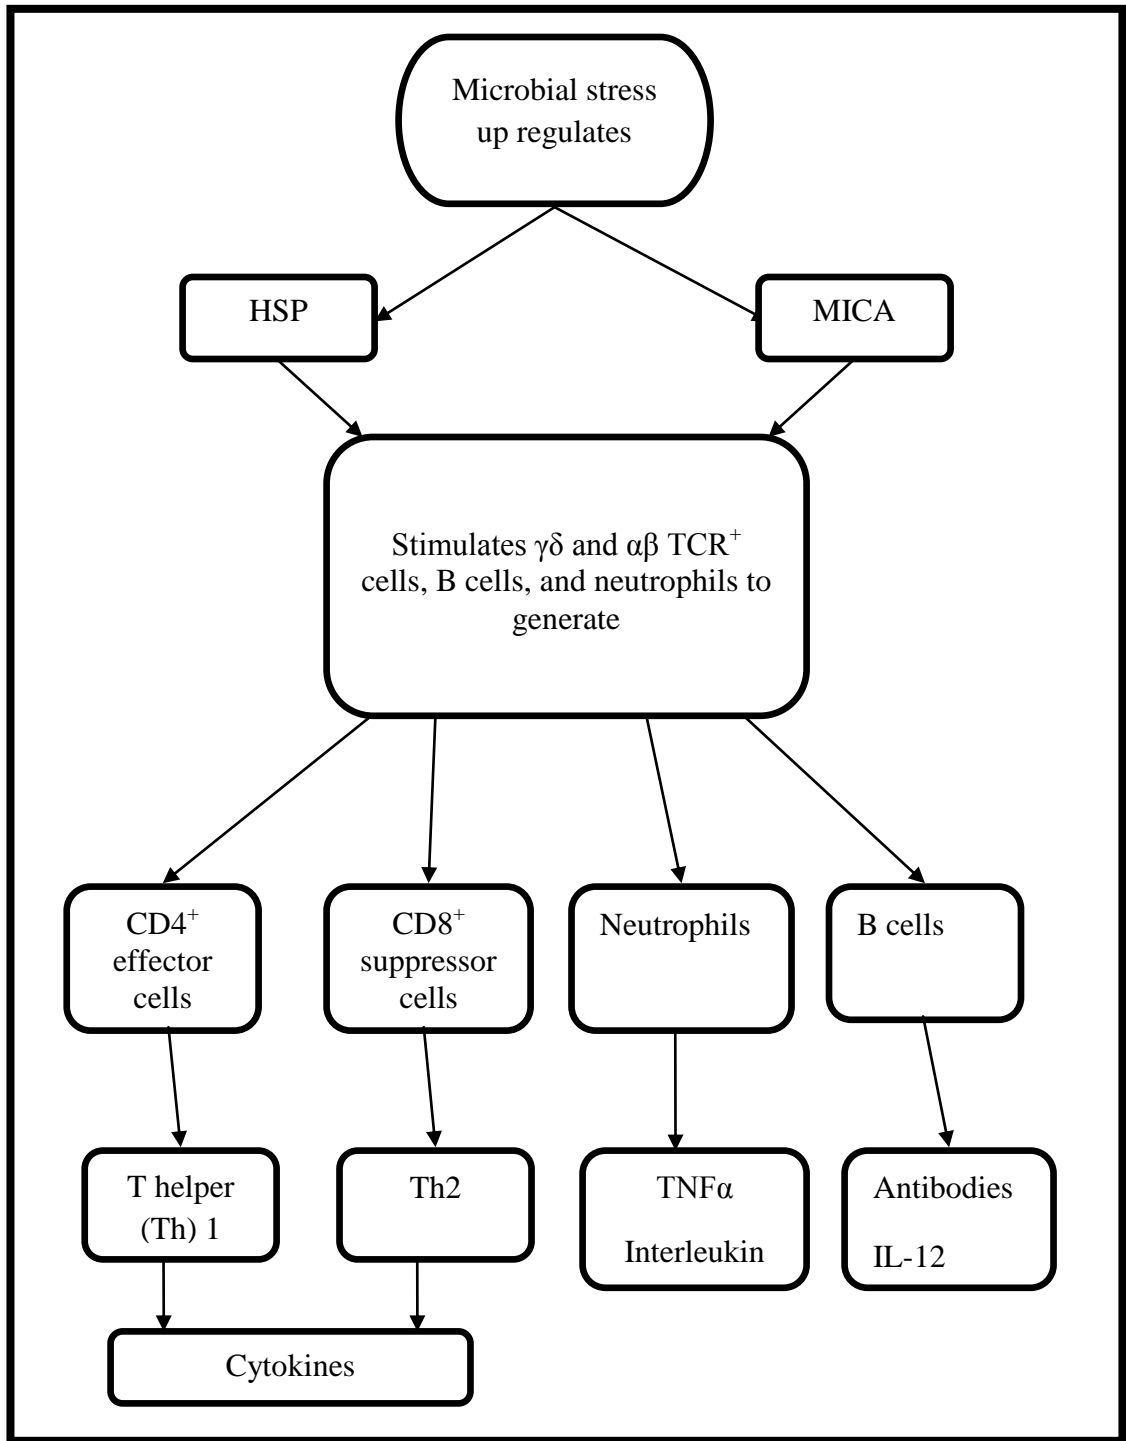 Microbial stress
up regulates
HSP
MICA
Stimulates γδ and αβ TCR⁺
cells, B cells, and neutrophils to
generate
CD4⁺
effector
cells
CD8⁺
suppressor
cells
Neutrophils
B cells
T helper
(Th) 1
Th2
TNFα
Interleukin
Antibodies
IL-12
Cytokines